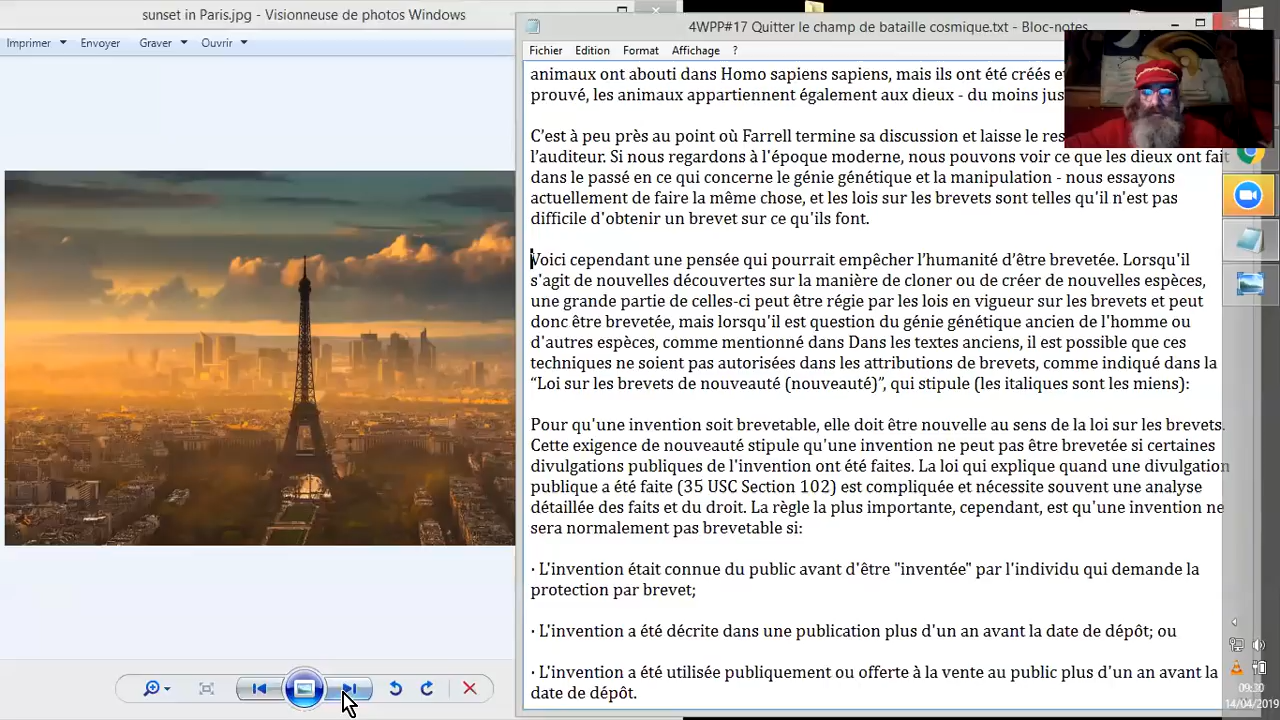 sunset in Paris.jpg - Visionneuse de photos Windows
Imprimer Envoyer Graver Ouvrir
4WPP#17 Quitter le champ de bataille cosmique.txt - Bloc-notes
Fichier Edition Format Affichage ?
animaux ont abouti dans Homo sapiens sapiens, mais ils ont été créés
prouvé, les animaux appartiennent également aux dieux - du moins
C'est à peu près au point où Farrell termine sa discussion et laisse le
l'auditeur. Si nous regardons à l'époque moderne, nous pouvons voir ce que les dieux ont fait
dans le passé en ce qui concerne le génie génétique et la manipulation - nous essayons
actuellement de faire la même chose, et les lois sur les brevets sont telles qu'il n'est pas
difficile d'obtenir un brevet sur ce qu'ils font.
Voici cependant une pensée qui pourrait empêcher l'humanité d'être brevetée. Lorsqu'il
s'agit de nouvelles découvertes sur la manière de cloner ou de créer de nouvelles espèces,
une grande partie de celles-ci peut être régie par les lois en vigueur sur les brevets et peut
donc être brevetée, mais lorsqu'il est question du génie génétique ancien de l'homme ou
d'autres espèces, comme mentionné dans Dans les textes anciens, il est possible que ces
techniques ne soient pas autorisées dans les attributions de brevets, comme indiqué dans la
“Loi sur les brevets de nouveauté (nouveauté)”, qui stipule (les italiques sont les miens):
Pour qu'une invention soit brevetable, elle doit être nouvelle au sens de la loi sur les brevets.
Cette exigence de nouveauté stipule qu'une invention ne peut pas être brevetée si certaines
divulgations publiques de l'invention ont été faites. La loi qui explique quand une divulgation
publique a été faite (35 USC Section 102) est compliquée et nécessite souvent une analyse
détaillée des faits et du droit. La règle la plus importante, cependant, est qu'une invention ne
sera normalement pas brevetable si:
· L'invention était connue du public avant d'être "inventée" par l'individu qui demande la
protection par brevet;
· L'invention a été décrite dans une publication plus d'un an avant la date de dépôt; ou
· L'invention a été utilisée publiquement ou offerte à la vente au public plus d'un an avant la
date de dépôt.
09:30
14/04/2019